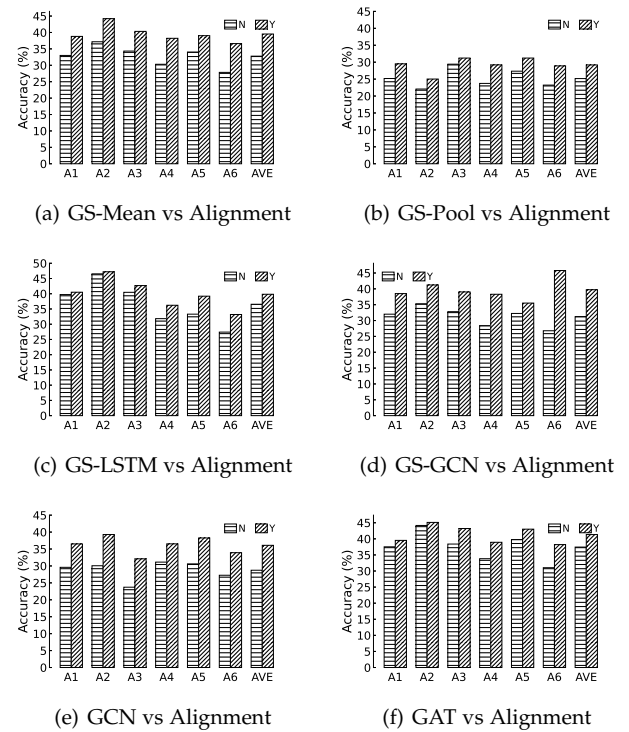 Accuracy (%)
45
40
35
30
25
20
15
10
5
0
N Y
A1 A2 A3 A4 A5 A6 AVE
(a) GS-Mean vs Alignment
Accuracy (%)
45
40
35
30
25
20
15
10
5
0
N Y
A1 A2 A3 A4 A5 A6 AVE
(b) GS-Pool vs Alignment
Accuracy (%)
50
45
40
35
30
25
20
15
10
5
0
N Y
A1 A2 A3 A4 A5 A6 AVE
(c) GS-LSTM vs Alignment
Accuracy (%)
45
40
35
30
25
20
15
10
5
0
N Y
A1 A2 A3 A4 A5 A6 AVE
(d) GS-GCN vs Alignment
Accuracy (%)
45
40
35
30
25
20
15
10
5
0
N Y
A1 A2 A3 A4 A5 A6 AVE
(e) GCN vs Alignment
Accuracy (%)
45
40
35
30
25
20
15
10
5
0
N Y
A1 A2 A3 A4 A5 A6 AVE
(f) GAT vs Alignment